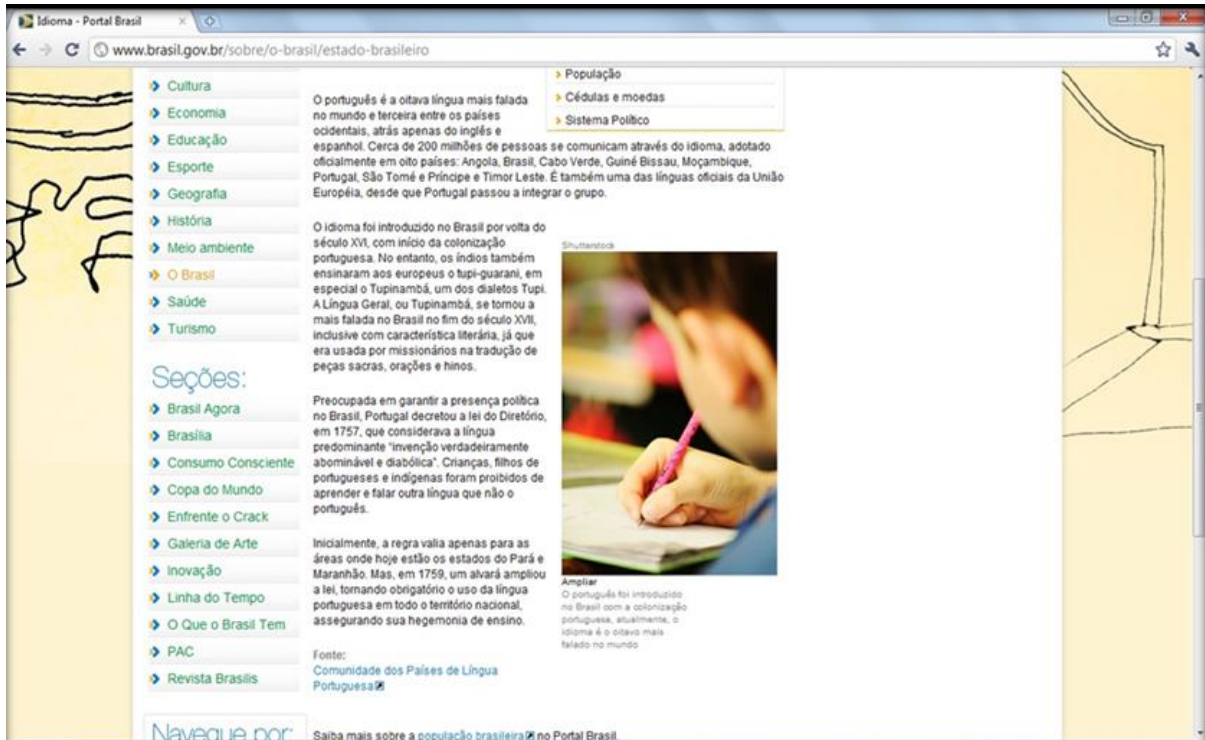 Idioma - Portal Brasil
www.brasil.gov.br/sobre/o-brasil/estado-brasileiro
Cultura
Economia
Educação
Esporte
Geografia
História
Meio ambiente
O Brasil
Saúde
Turismo
Seções:
Brasil Agora
Brasília
Consumo Consciente
Copa do Mundo
Enfrente o Crack
Galeria de Arte
Inovação
Linha do Tempo
O Que o Brasil Tem
PAC
Revista Brasilis
Navegue por:
População
Cédulas e moedas
Sistema Político
O português é a oitava língua mais falada
no mundo e terceira entre os países
ocidentais, atrás apenas do inglês e
espanhol. Cerca de 200 milhões de pessoas se comunicam através do idioma, adotado
oficialmente em oito países: Angola, Brasil, Cabo Verde, Guiné Bissau, Moçambique,
Portugal, São Tomé e Príncipe e Timor Leste. É também uma das línguas oficiais da União
Européia, desde que Portugal passou a integrar o grupo.
O idioma foi introduzido no Brasil por volta do
século XVI, com início da colonização
portuguesa. No entanto, os índios também
ensinaram aos europeus o tupi-guarani, em
especial o Tupinambá, um dos dialetos Tupi.
A Língua Geral, ou Tupinambá, se tornou a
mais falada no Brasil no fim do século XVII,
inclusive com característica literária, já que
era usada por missionários na tradução de
peças sacras, orações e hinos.
Preocupada em garantir a presença política
no Brasil, Portugal decretou a lei do Diretório,
em 1757, que considerava a língua
predominante “invenção verdadeiramente
abominável e diabólica”. Crianças, filhos de
portugueses e indígenas foram proibidos de
aprender e falar outra língua que não o
português.
Inicialmente, a regra valia apenas para as
áreas onde hoje estão os estados do Pará e
Maranhão. Mas, em 1759, um alvará ampliou
a lei, tornando obrigatório o uso da língua
portuguesa em todo o território nacional,
assegurando sua hegemonia de ensino.
Fonte:
Comunidade dos Países de Língua
Portuguesa
Saiba mais sobre a população brasileira no Portal Brasil.
Shutterstock
Ampliar
O português foi introduzido
no Brasil com a colonização
portuguesa, atualmente, o
idioma é o oitavo mais
falado no mundo